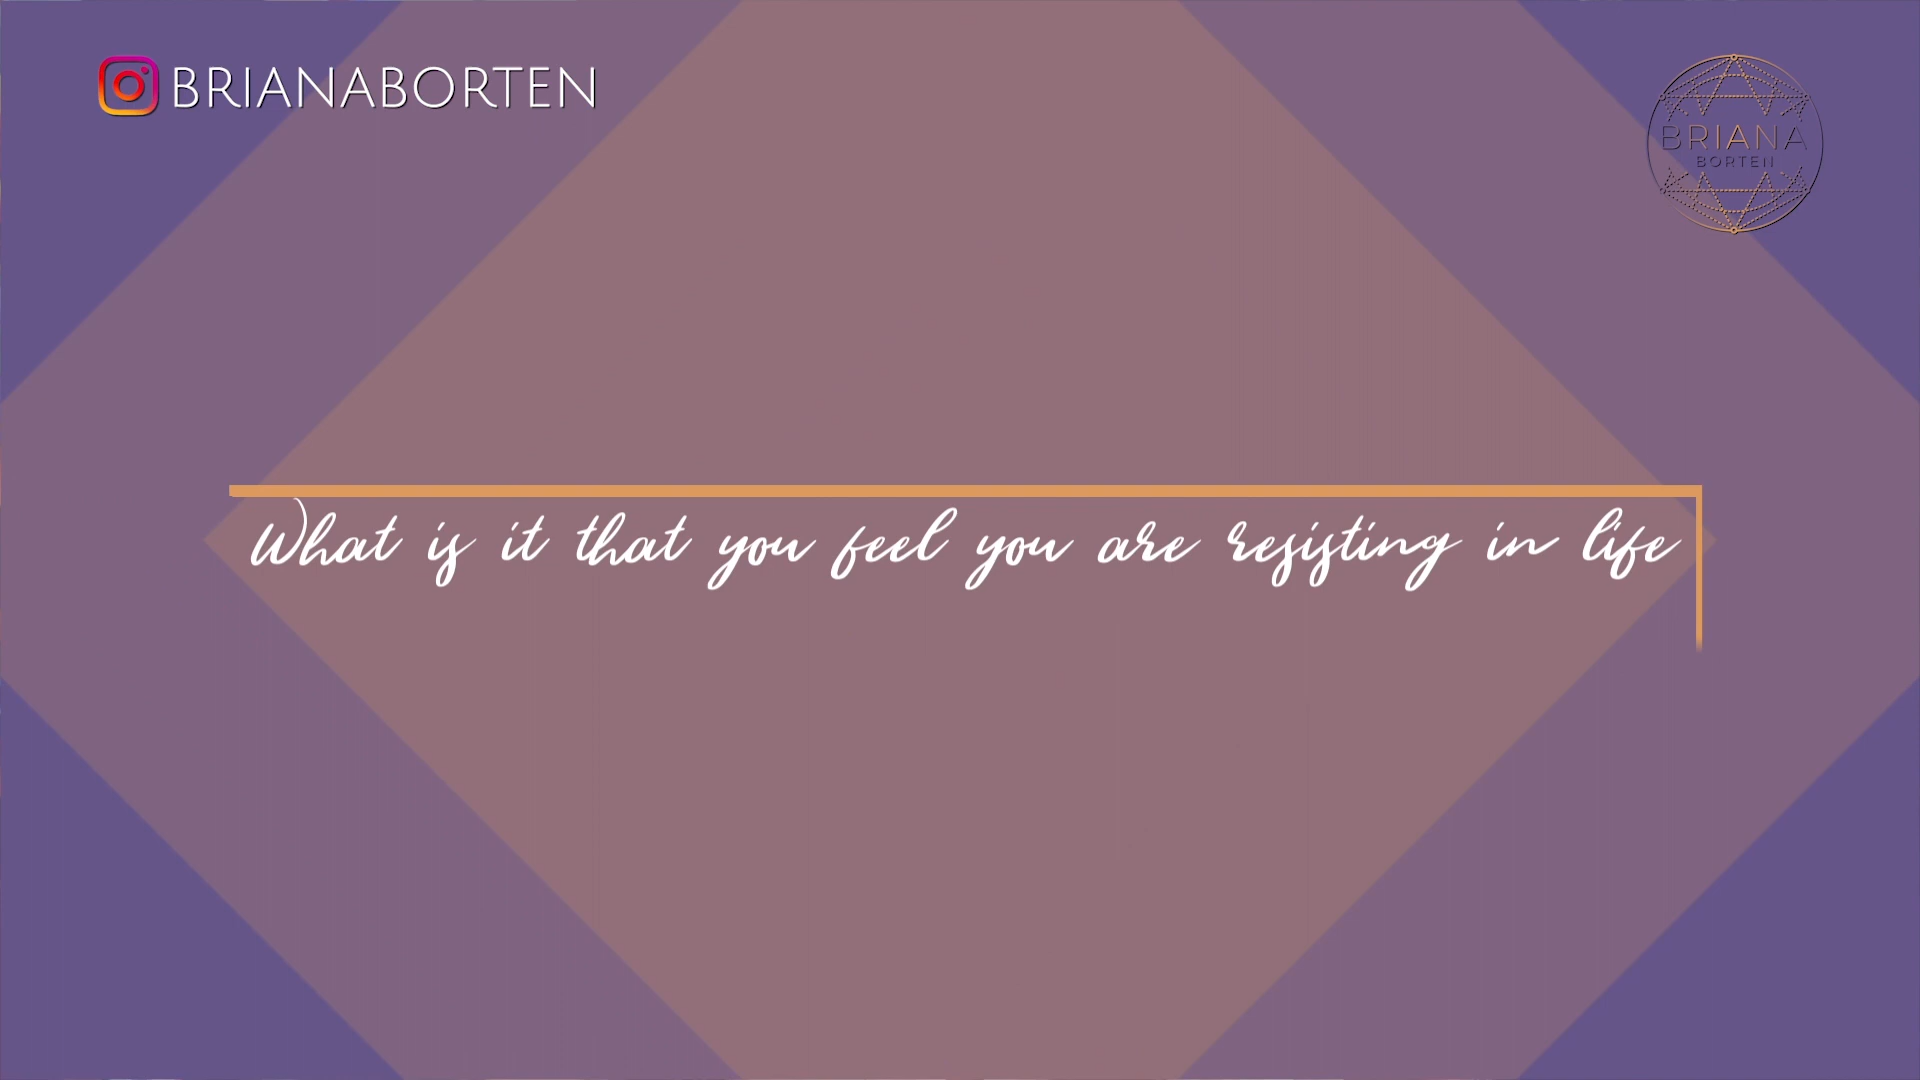 BRIANABORTEN
BRIANA
BORTEN
What is it that you feel you are resisting in life